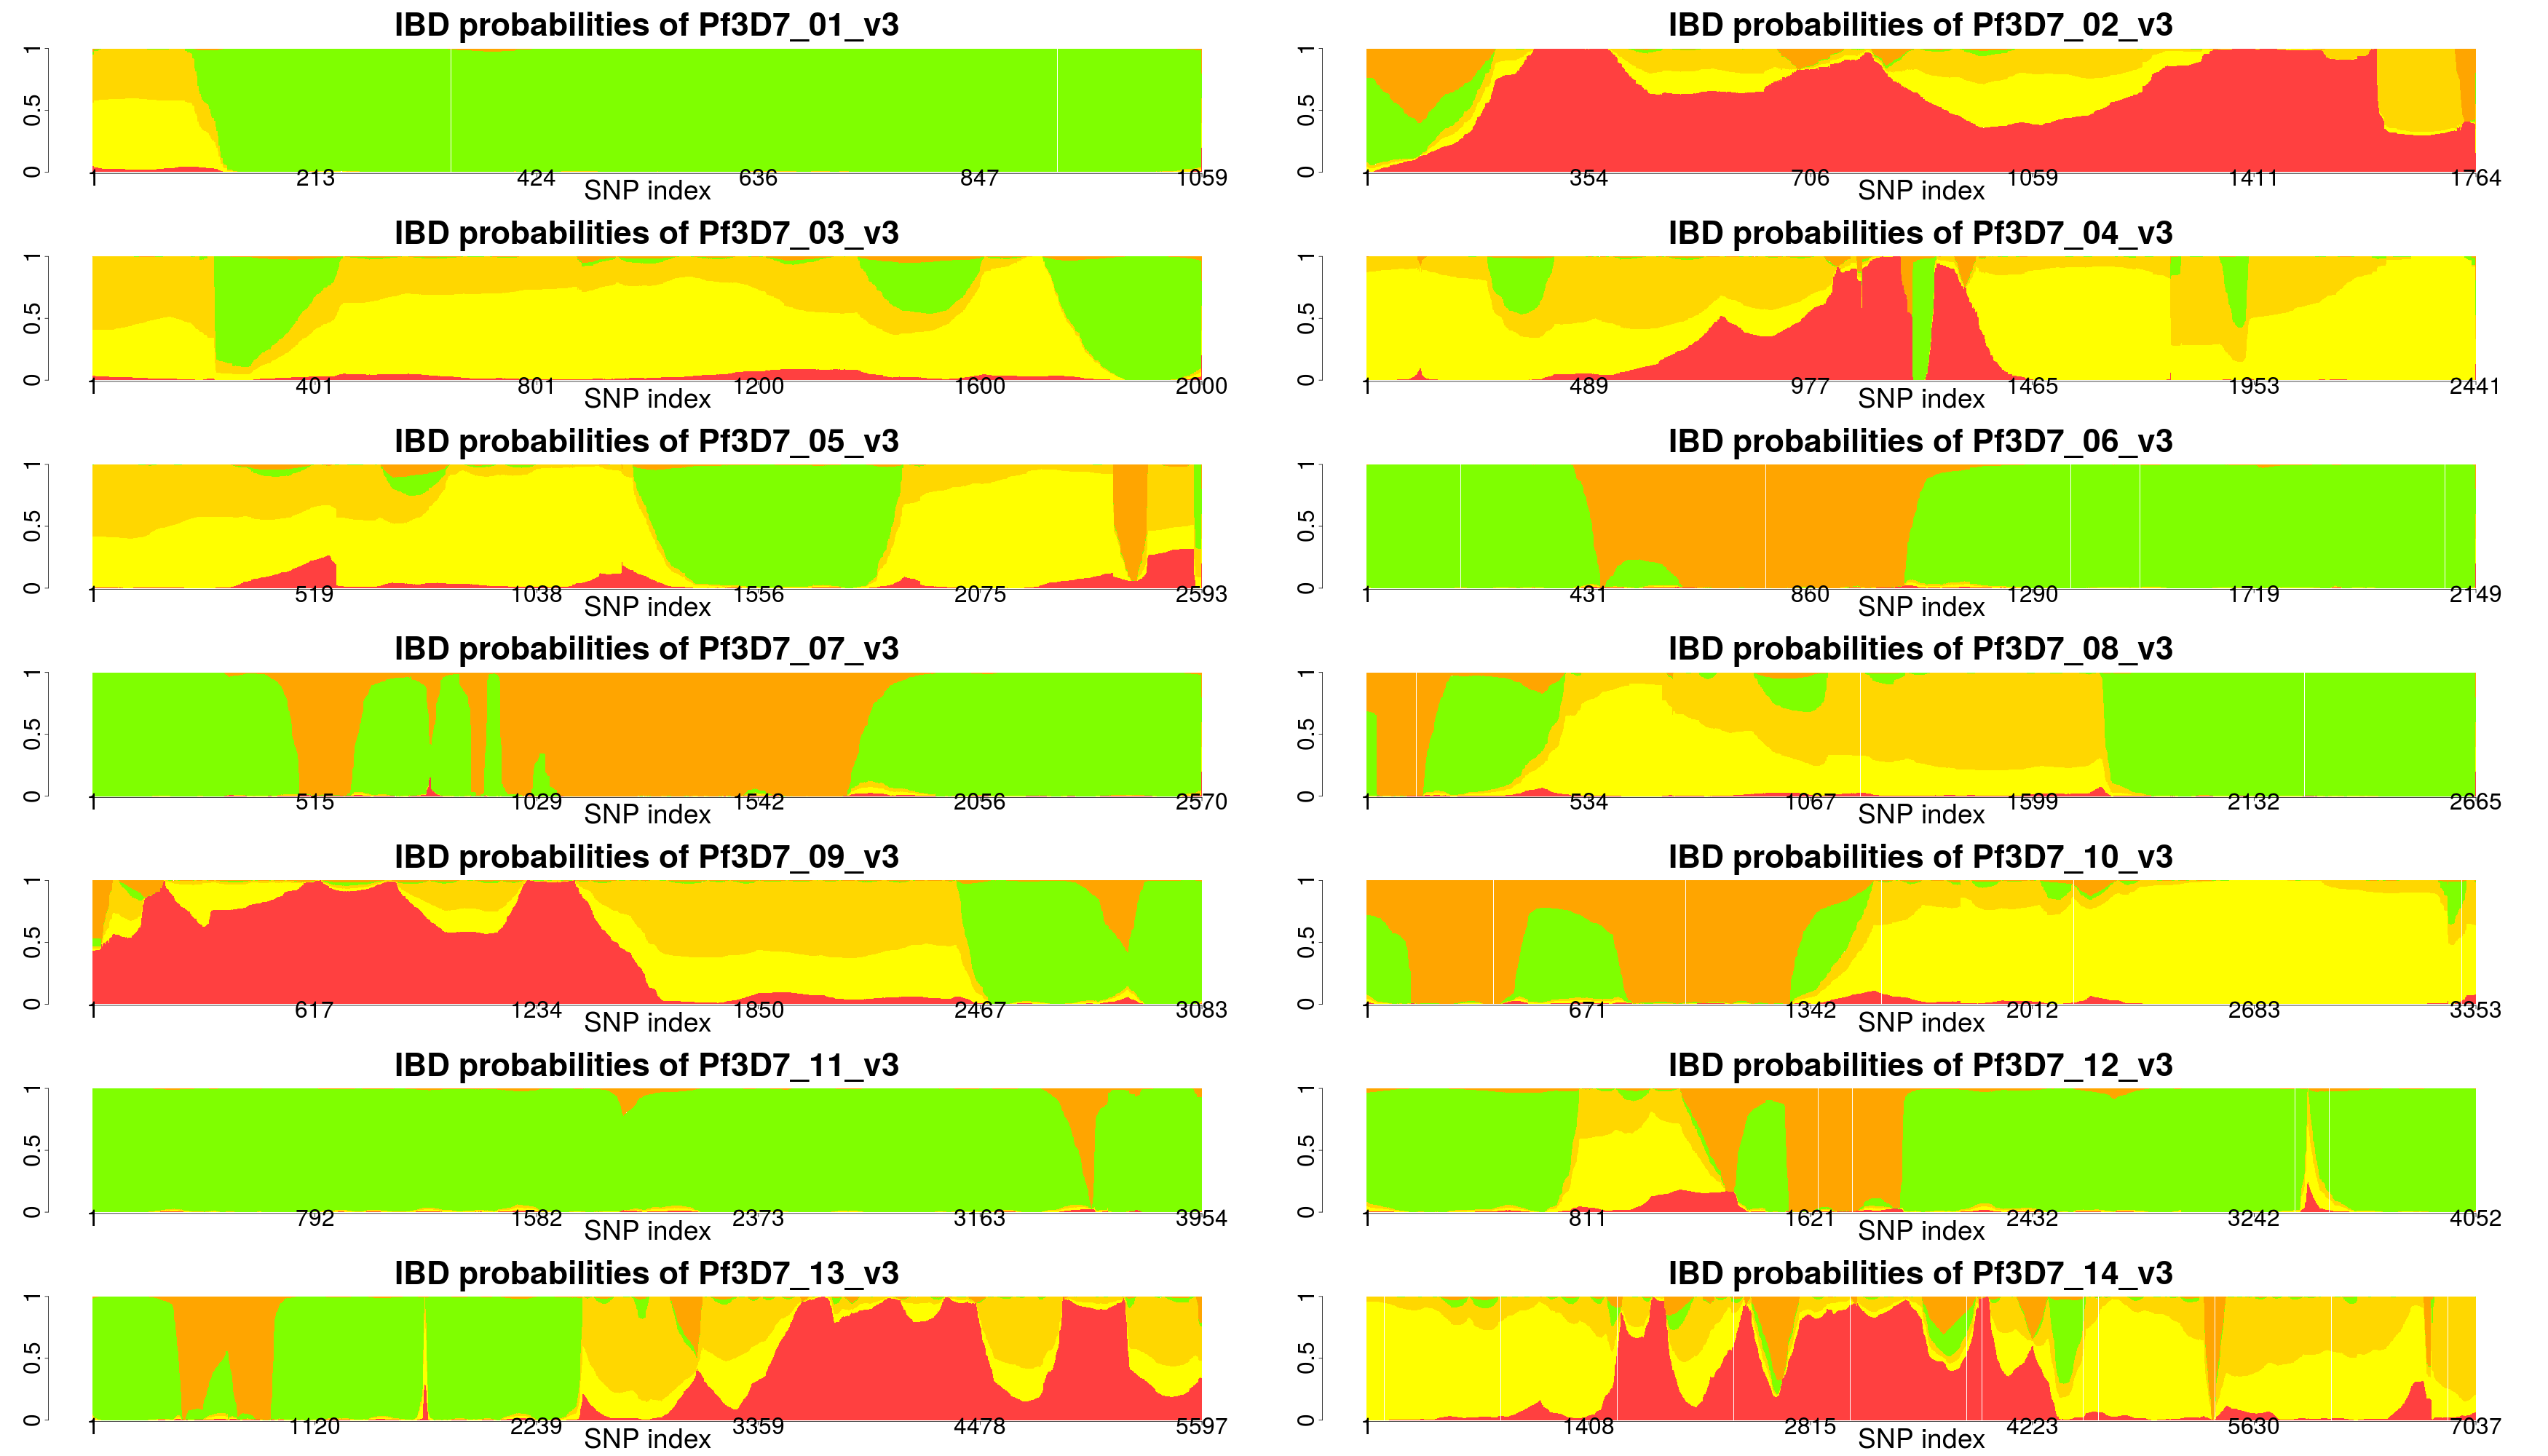 IBD probabilities of Pf3D7_01_v3
0 0.5 1
1 213 424 636 847 1059
SNP index
IBD probabilities of Pf3D7_02_v3
0 0.5 1
1 354 706 1059 1411 1764
SNP index
IBD probabilities of Pf3D7_03_v3
0 0.5 1
1 401 801 1200 1600 2000
SNP index
IBD probabilities of Pf3D7_04_v3
0 0.5 1
1 489 977 1465 1953 2441
SNP index
IBD probabilities of Pf3D7_05_v3
0 0.5 1
1 519 1038 1556 2075 2593
SNP index
IBD probabilities of Pf3D7_06_v3
0 0.5 1
1 431 860 1290 1719 2149
SNP index
IBD probabilities of Pf3D7_07_v3
0 0.5 1
1 515 1029 1542 2056 2570
SNP index
IBD probabilities of Pf3D7_08_v3
0 0.5 1
1 534 1067 1599 2132 2665
SNP index
IBD probabilities of Pf3D7_09_v3
0 0.5 1
1 617 1234 1850 2467 3083
SNP index
IBD probabilities of Pf3D7_10_v3
0 0.5 1
1 671 1342 2012 2683 3353
SNP index
IBD probabilities of Pf3D7_11_v3
0 0.5 1
1 792 1582 2373 3163 3954
SNP index
IBD probabilities of Pf3D7_12_v3
0 0.5 1
1 811 1621 2432 3242 4052
SNP index
IBD probabilities of Pf3D7_13_v3
0 0.5 1
1 1120 2239 3359 4478 5597
SNP index
IBD probabilities of Pf3D7_14_v3
0 0.5 1
1 1408 2815 4223 5630 7037
SNP index